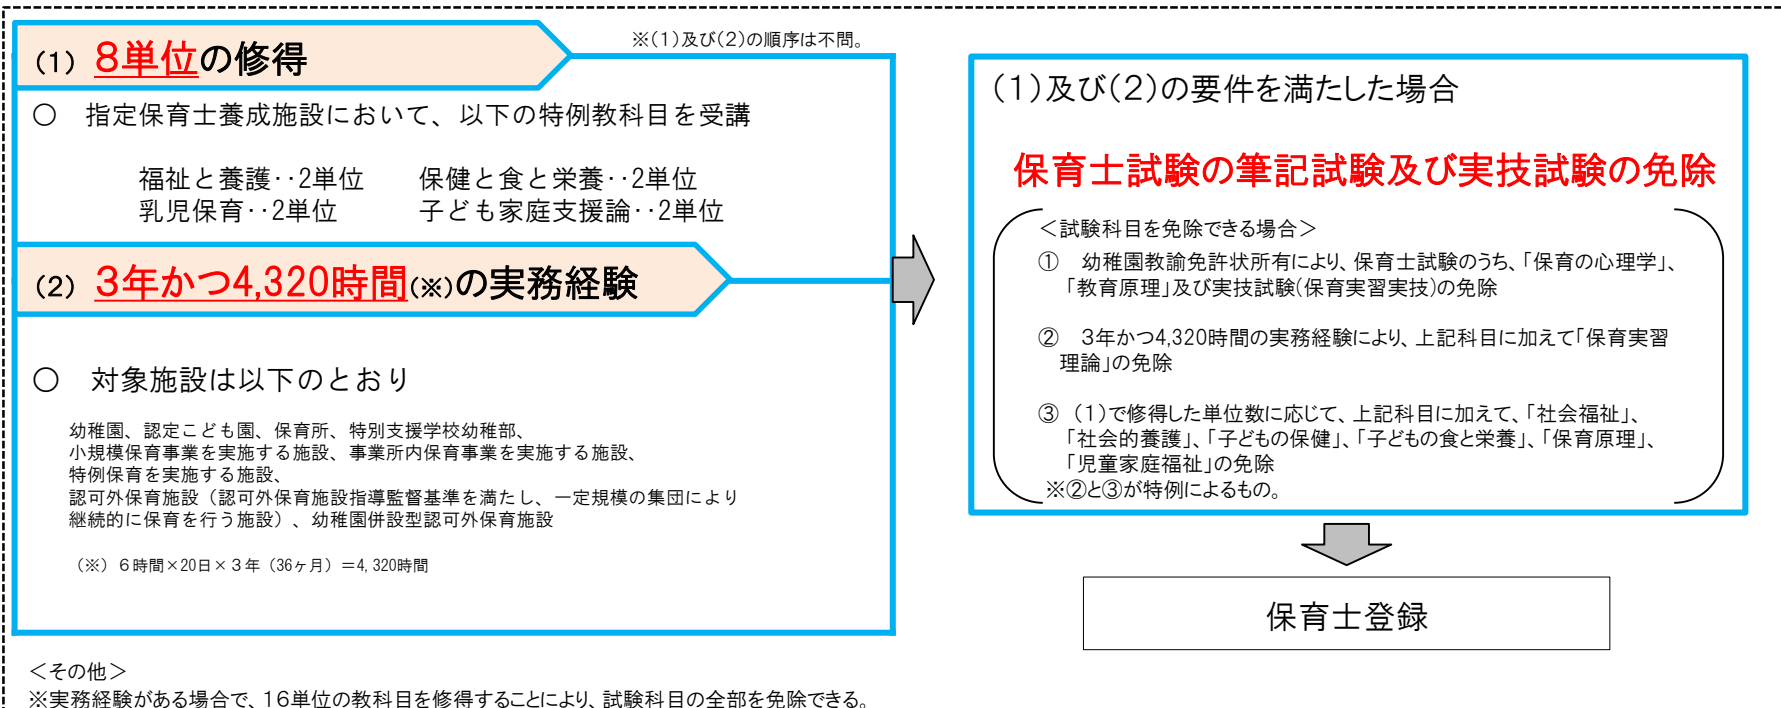 (1) 8単位の修得
※(1)及び(2)の順序は不問。
○ 指定保育士養成施設において、以下の特例教科目を受講
福祉と養護‥2単位 保健と食と栄養‥2単位
乳児保育‥2単位 子ども家庭支援論‥2単位
(2) 3年かつ4,320時間(※)の実務経験
○ 対象施設は以下のとおり
幼稚園、認定こども園、保育所、特別支援学校幼稚部、
小規模保育事業を実施する施設、事業所内保育事業を実施する施設、
特例保育を実施する施設、
認可外保育施設（認可外保育施設指導監督基準を満たし、一定規模の集団により
継続的に保育を行う施設）、幼稚園併設型認可外保育施設
（※）６時間×20日×３年（36ヶ月）＝4,320時間
(1)及び(2)の要件を満たした場合
保育士試験の筆記試験及び実技試験の免除
＜試験科目を免除できる場合＞
① 幼稚園教諭免許状所有により、保育士試験のうち、「保育の心理学」、
「教育原理」及び実技試験(保育実習実技)の免除
② 3年かつ4,320時間の実務経験により、上記科目に加えて「保育実習
理論」の免除
③ (1)で修得した単位数に応じて、上記科目に加えて、「社会福祉」、
「社会的養護」、「子どもの保健」、「子どもの食と栄養」、「保育原理」、
「児童家庭福祉」の免除
※②と③が特例によるもの。
保育士登録
＜その他＞
※実務経験がある場合で、16単位の教科目を修得することにより、試験科目の全部を免除できる。